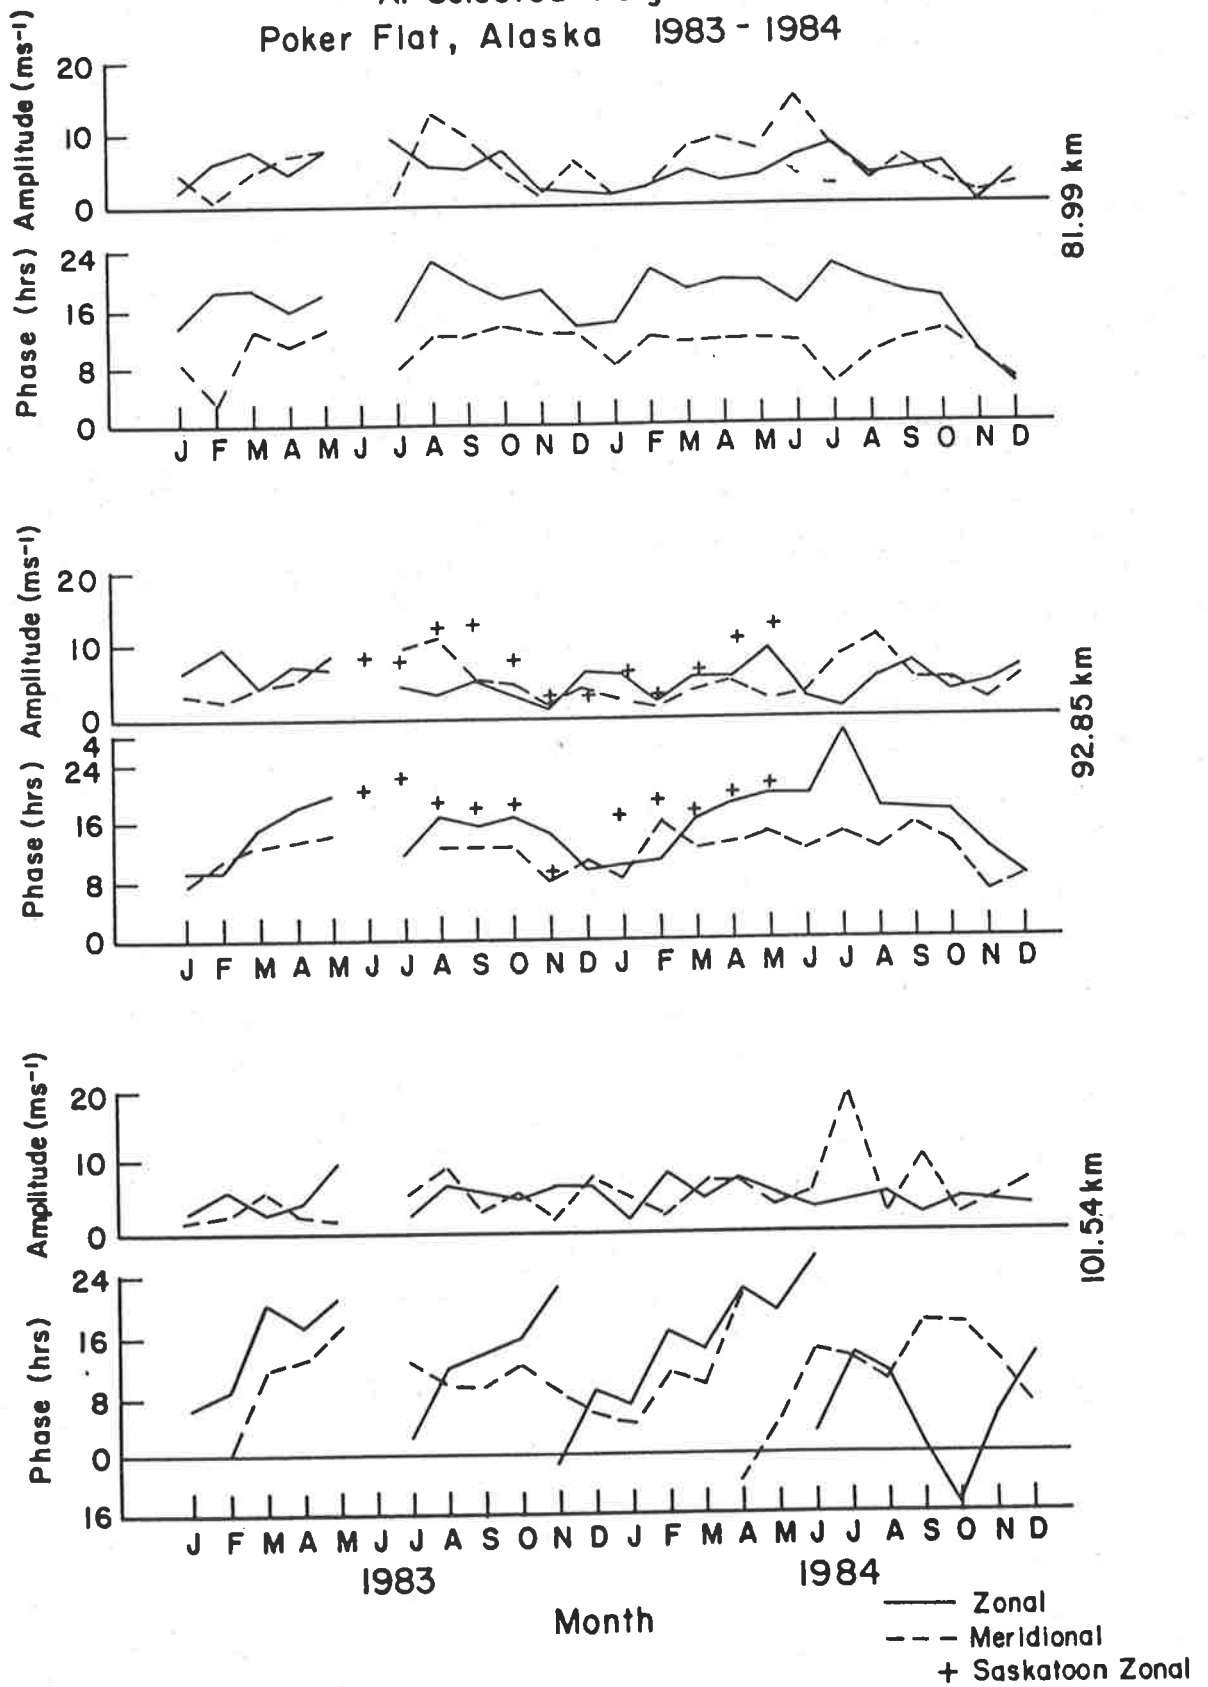 Poker Flat, Alaska 1983 - 1984
Amplitude (ms⁻¹)
20
10
0
81.99 km
Phase (hrs)
24
16
8
0
J F M A M J J A S O N D J F M A M J J A S O N D
Amplitude (ms⁻¹)
20
10
0
92.85 km
Phase (hrs)
4
24
16
8
0
J F M A M J J A S O N D J F M A M J J A S O N D
Amplitude (ms⁻¹)
20
10
0
101.54 km
Phase (hrs)
24
16
8
0
16
J F M A M J J A S O N D J F M A M J J A S O N D
1983 1984
Month
Zonal
Meridional
+ Saskatoon Zonal